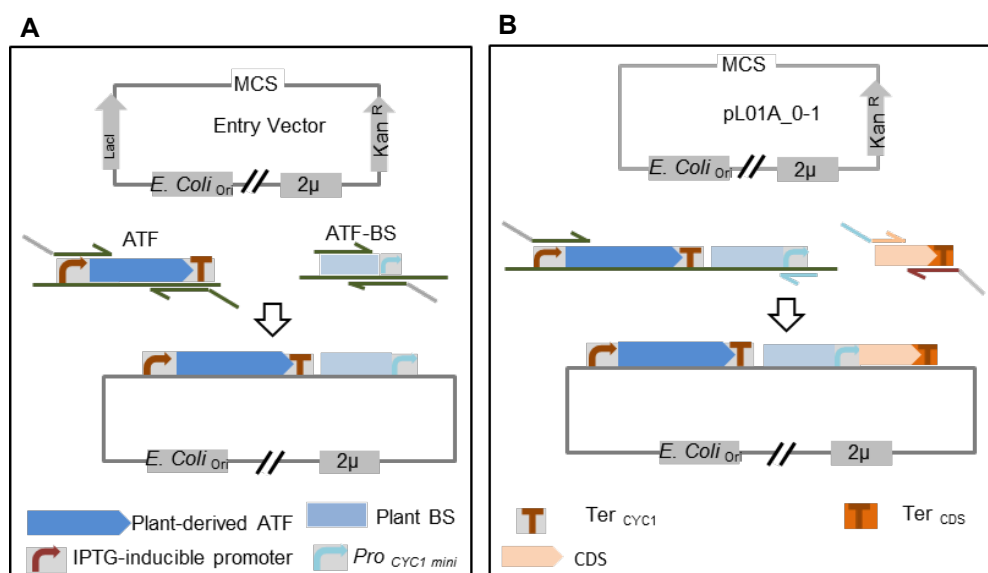 A
MCS
LacI
Entry Vector
Kan R
E. Coli Ori
2µ
ATF
ATF-BS
E. Coli Ori
2µ
Plant-derived ATF
Plant BS
IPTG-inducible promoter
Pro CYC1 mini
B
MCS
pL01A_0-1
Kan R
E. Coli Ori
2µ
E. Coli Ori
2µ
Ter CYC1
Ter CDS
CDS